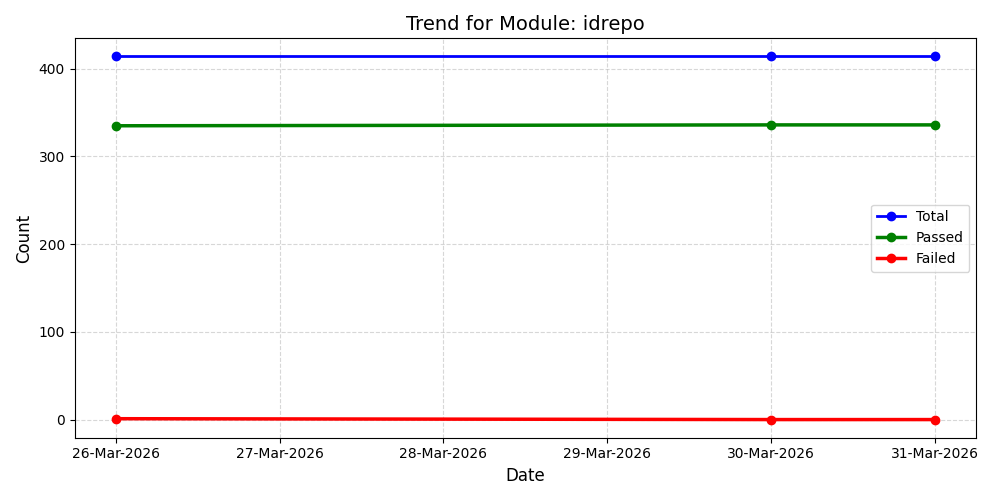 Trend for Module: idrepo
Count
400
300
200
100
0
Total
Passed
Failed
26-Mar-2026
27-Mar-2026
28-Mar-2026
29-Mar-2026
30-Mar-2026
31-Mar-2026
Date